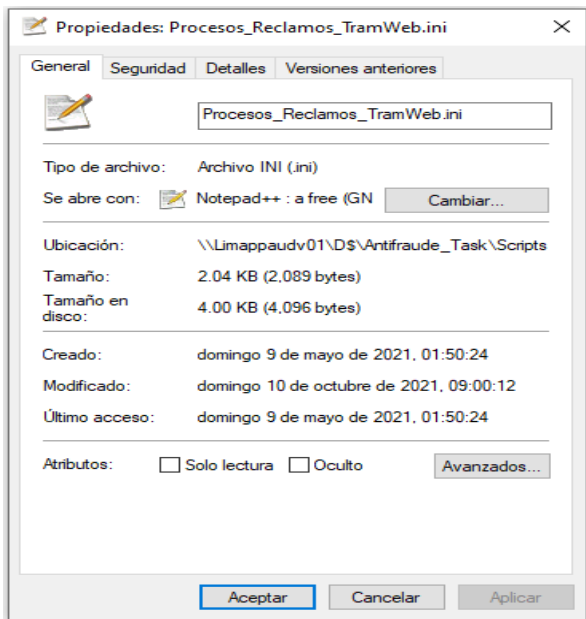 Propiedades: Procesos_Reclamos_TramWeb.ini
General Seguridad Detalles Versiones anteriores
Procesos_Reclamos_TramWeb.ini
Tipo de archivo: Archivo INI (.ini)
Se abre con: Notepad++ : a free (GN Cambiar...
Ubicación: \\Limappaudv01\D$\Antifraude_Task\Scripts
Tamaño: 2.04 KB (2,089 bytes)
Tamaño en disco: 4.00 KB (4,096 bytes)
Creado: domingo 9 de mayo de 2021, 01:50:24
Modificado: domingo 10 de octubre de 2021, 09:00:12
Último acceso: domingo 9 de mayo de 2021, 01:50:24
Atributos: Solo lectura Oculto Avanzados...
Aceptar Cancelar Aplicar